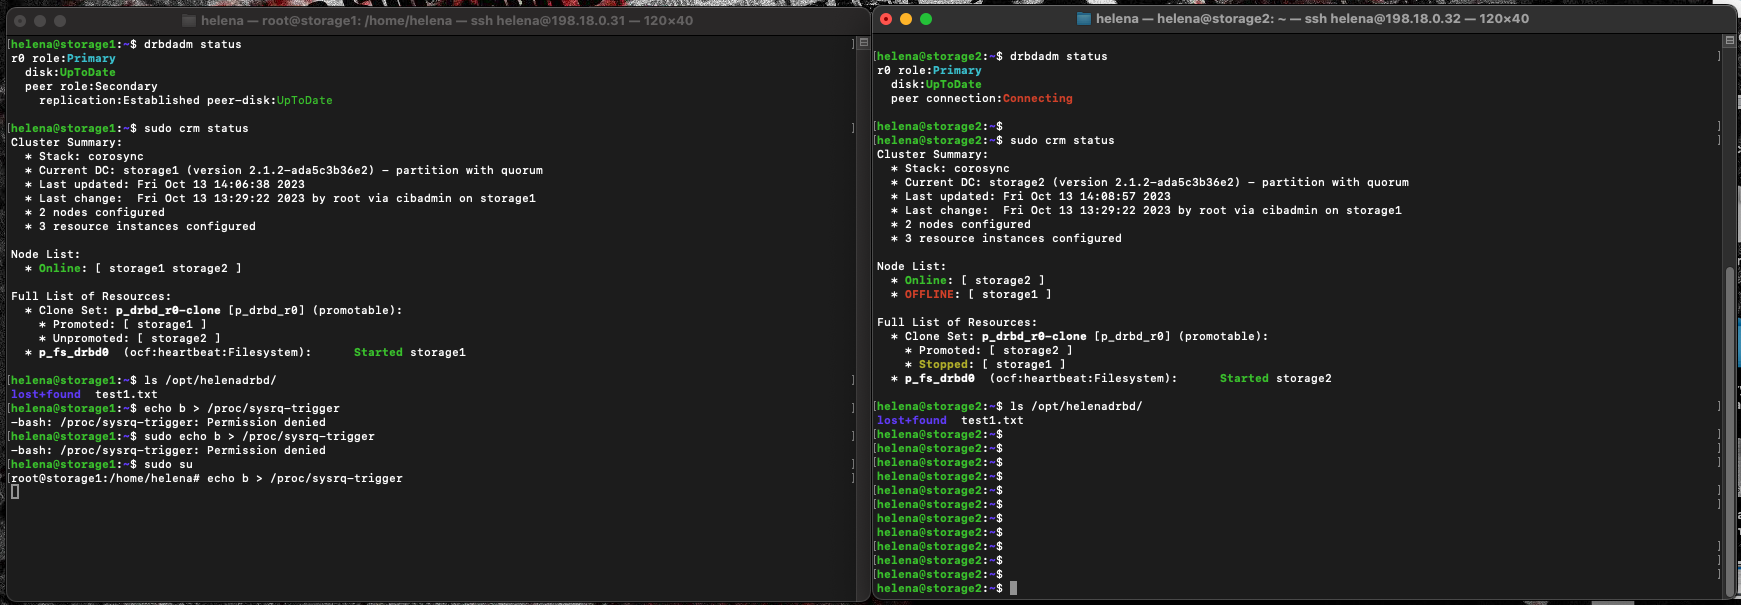 helena — root@storage1: /home/helena — ssh helena@198.18.0.31 — 120×40
[helena@storage1:~$ drbdadm status ]
r0 role:Primary
  disk:UpToDate
  peer role:Secondary
    replication:Established peer-disk:UpToDate

[helena@storage1:~$ sudo crm status ]
Cluster Summary:
  * Stack: corosync
  * Current DC: storage1 (version 2.1.2-ada5c3b36e2) - partition with quorum
  * Last updated: Fri Oct 13 14:06:38 2023
  * Last change:  Fri Oct 13 13:29:22 2023 by root via cibadmin on storage1
  * 2 nodes configured
  * 3 resource instances configured

Node List:
  * Online: [ storage1 storage2 ]

Full List of Resources:
  * Clone Set: p_drbd_r0-clone [p_drbd_r0] (promotable):
    * Promoted: [ storage1 ]
    * Unpromoted: [ storage2 ]
  * p_fs_drbd0  (ocf:heartbeat:Filesystem):      Started storage1

[helena@storage1:~$ ls /opt/helenadrbd/ ]
lost+found  test1.txt
[helena@storage1:~$ echo b > /proc/sysrq-trigger ]
-bash: /proc/sysrq-trigger: Permission denied
[helena@storage1:~$ sudo echo b > /proc/sysrq-trigger ]
-bash: /proc/sysrq-trigger: Permission denied
[helena@storage1:~$ sudo su ]
[root@storage1:/home/helena# echo b > /proc/sysrq-trigger ]
helena — helena@storage2: ~ — ssh helena@198.18.0.32 — 120×40
[helena@storage2:~$ drbdadm status ]
r0 role:Primary
  disk:UpToDate
  peer connection:Connecting

[helena@storage2:~$ ]
[helena@storage2:~$ sudo crm status ]
Cluster Summary:
  * Stack: corosync
  * Current DC: storage2 (version 2.1.2-ada5c3b36e2) - partition with quorum
  * Last updated: Fri Oct 13 14:08:57 2023
  * Last change:  Fri Oct 13 13:29:22 2023 by root via cibadmin on storage1
  * 2 nodes configured
  * 3 resource instances configured

Node List:
  * Online: [ storage2 ]
  * OFFLINE: [ storage1 ]

Full List of Resources:
  * Clone Set: p_drbd_r0-clone [p_drbd_r0] (promotable):
    * Promoted: [ storage2 ]
    * Stopped: [ storage1 ]
  * p_fs_drbd0  (ocf:heartbeat:Filesystem):      Started storage2

[helena@storage2:~$ ls /opt/helenadrbd/ ]
lost+found  test1.txt
[helena@storage2:~$ ]
[helena@storage2:~$ ]
[helena@storage2:~$ ]
helena@storage2:~$
[helena@storage2:~$ ]
[helena@storage2:~$ ]
helena@storage2:~$
helena@storage2:~$
[helena@storage2:~$ ]
[helena@storage2:~$ ]
[helena@storage2:~$ ]
helena@storage2:~$